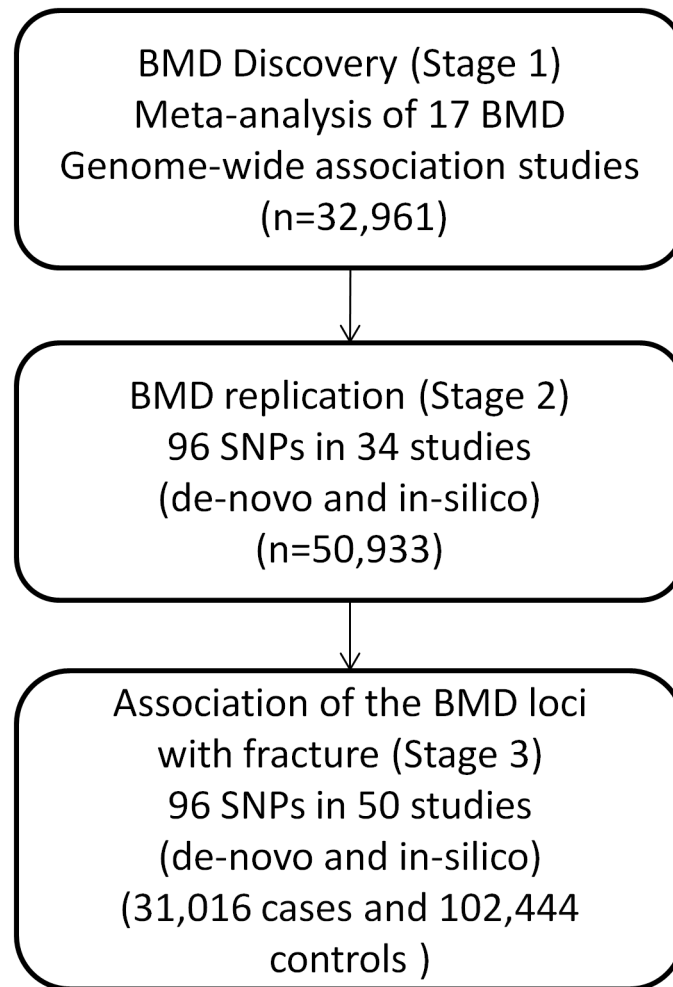 BMD Discovery (Stage 1)
Meta-analysis of 17 BMD
Genome-wide association studies
(n=32,961)
BMD replication (Stage 2)
96 SNPs in 34 studies
(de-novo and in-silico)
(n=50,933)
Association of the BMD loci
with fracture (Stage 3)
96 SNPs in 50 studies
(de-novo and in-silico)
(31,016 cases and 102,444
controls )